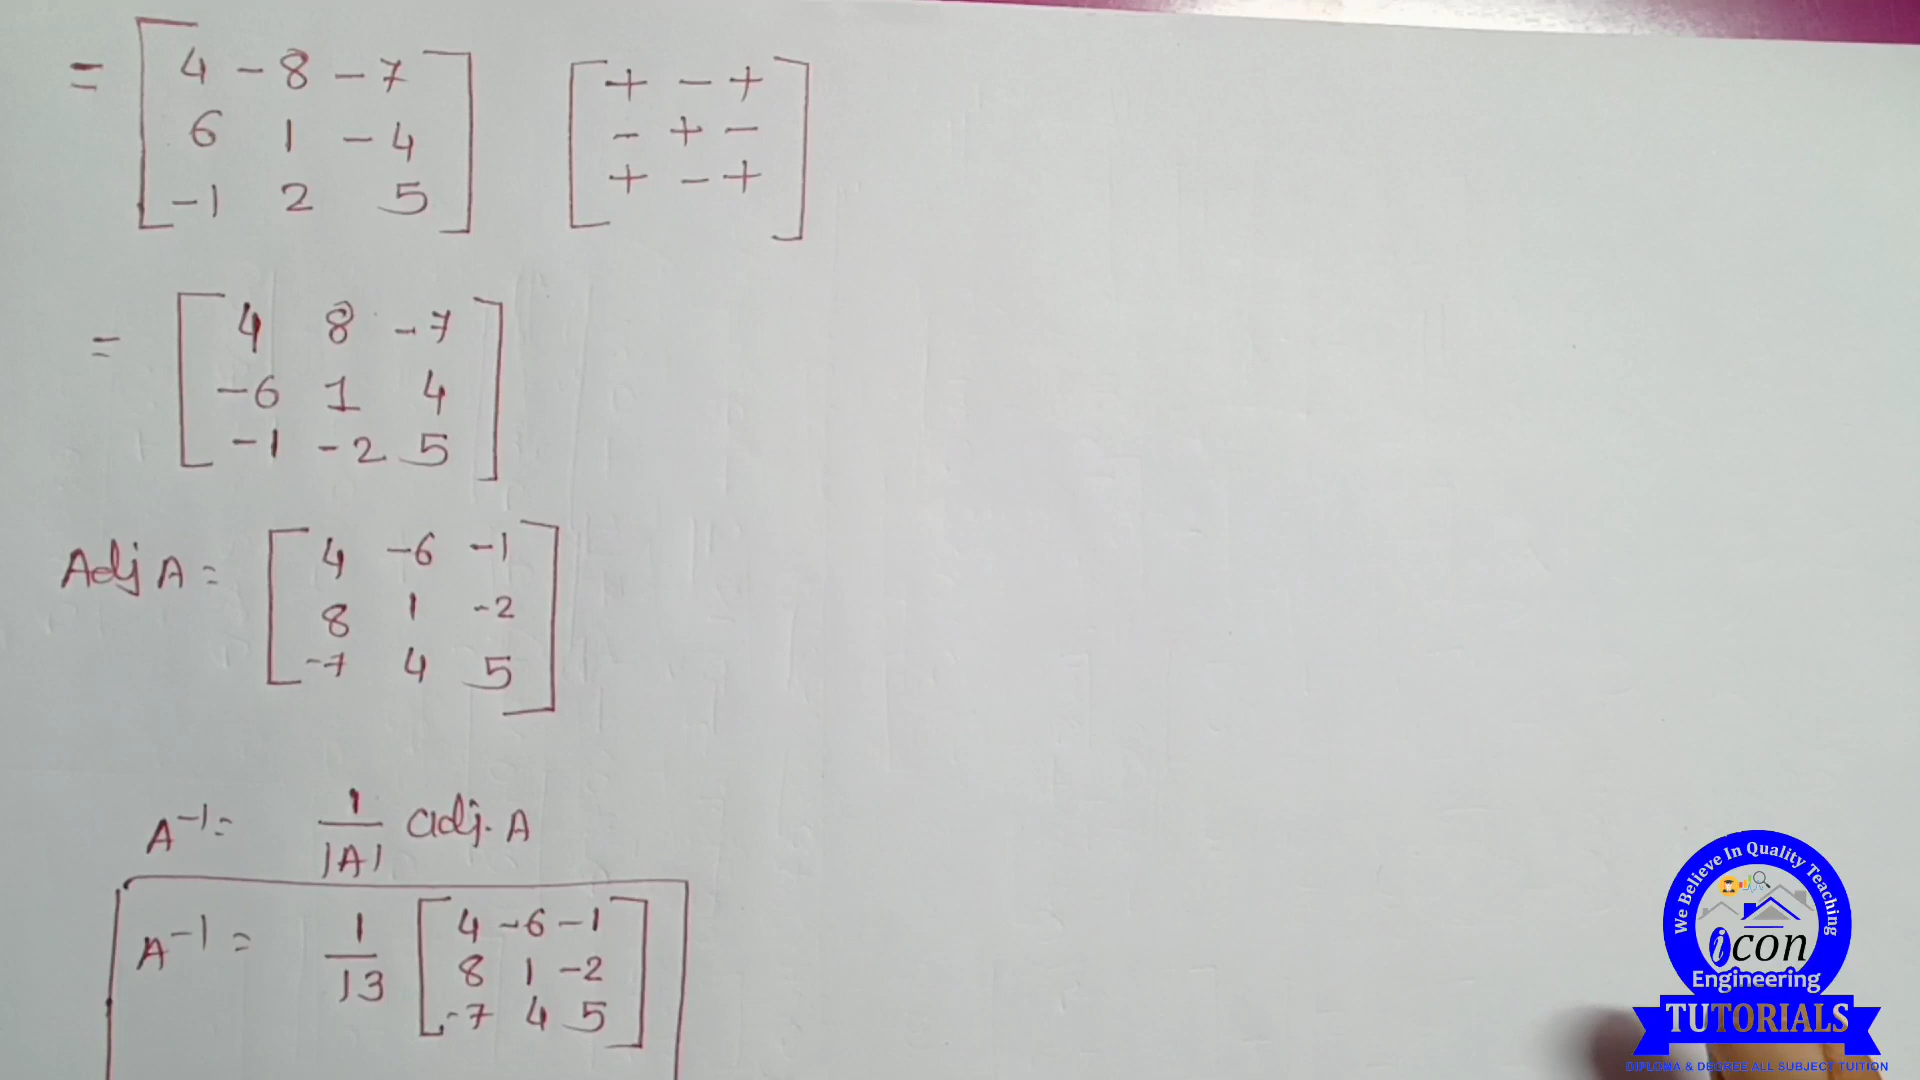 = [ 4 - 8 - 7 [ + - +
6 1 - 4 - + -
-1 2 5 ] + - + ]
= [ 4 8 -7
-6 1 4
-1 -2 5 ]
Adj A = [ 4 -6 -1
8 1 -2
-7 4 5 ]
A⁻¹ = 1/|A| adj. A
A⁻¹ = 1/13 [ 4 -6 -1
8 1 -2
-7 4 5 ]
We Believe In Quality Teaching
icon
Engineering
TUTORIALS
DIPLOMA & DEGREE ALL SUBJECT TUITION